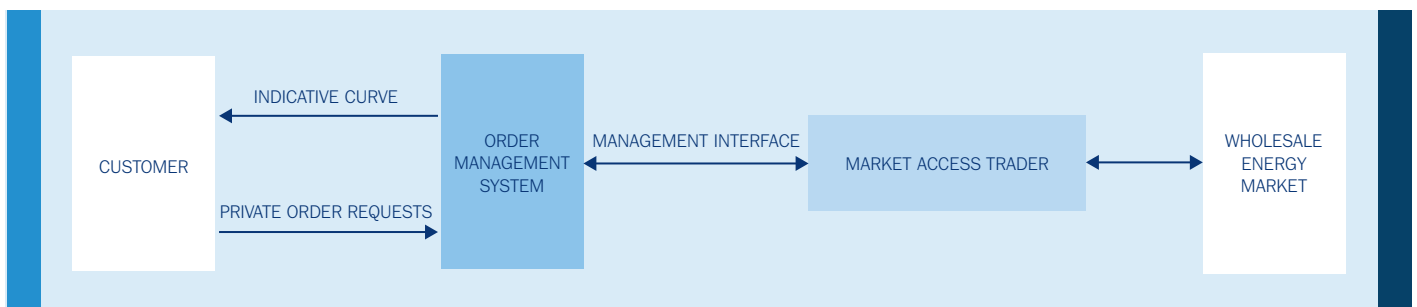 CUSTOMER
INDICATIVE CURVE
PRIVATE ORDER REQUESTS
ORDER
MANAGEMENT
SYSTEM
MANAGEMENT INTERFACE
MARKET ACCESS TRADER
WHOLESALE
ENERGY
MARKET